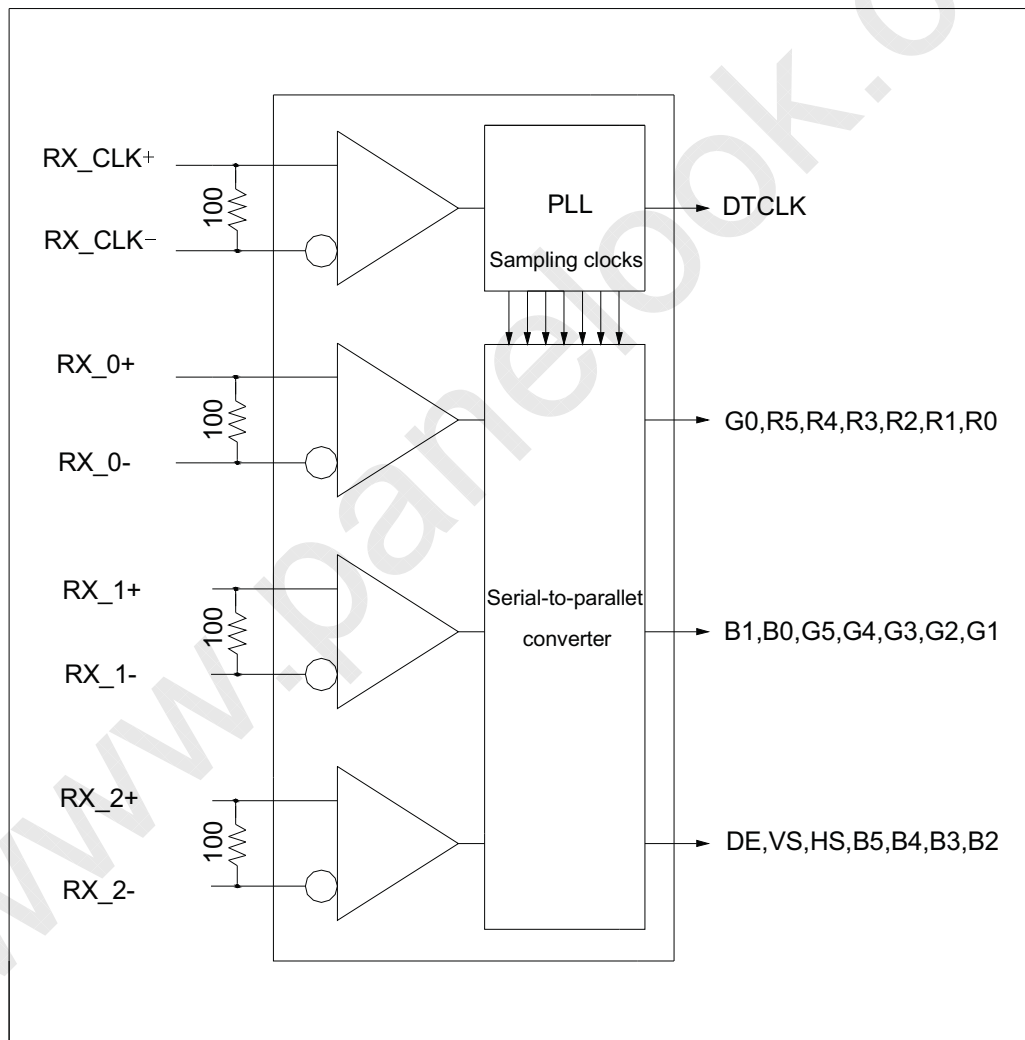 RX_CLK+
100
RX_CLK−
PLL
Sampling clocks
DTCLK
RX_0+
100
RX_0-
G0,R5,R4,R3,R2,R1,R0
RX_1+
100
RX_1-
Serial-to-parallet
converter
B1,B0,G5,G4,G3,G2,G1
RX_2+
100
RX_2-
DE,VS,HS,B5,B4,B3,B2
www.panelook.c